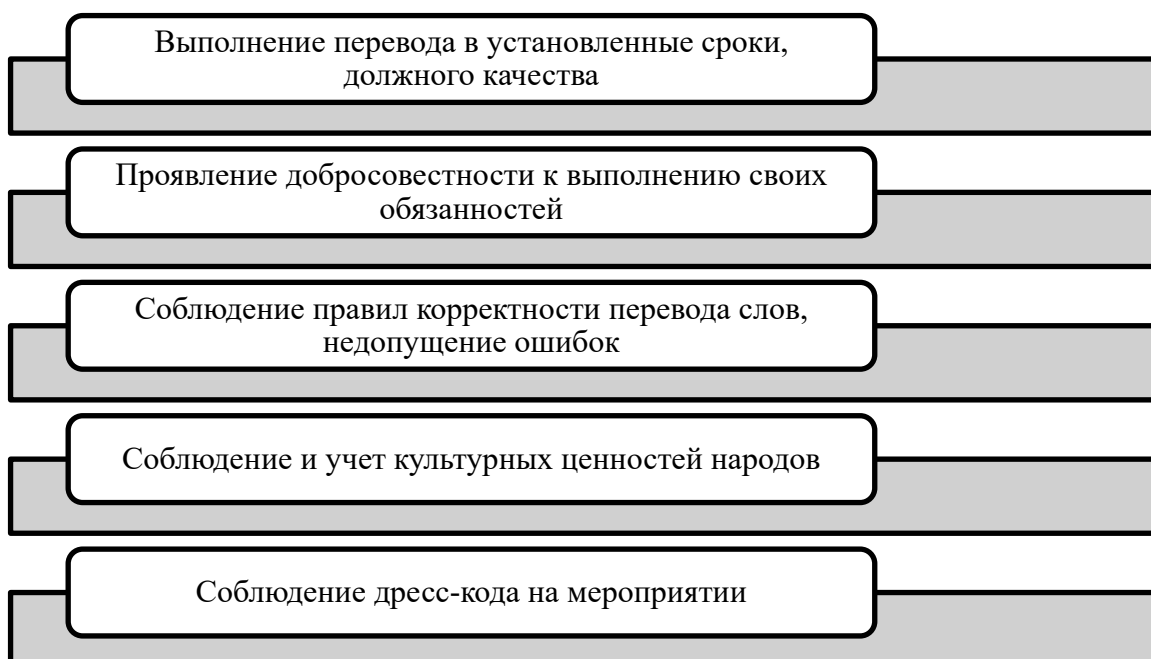 Выполнение перевода в установленные сроки,
должного качества
Проявление добросовестности к выполнению своих
обязанностей
Соблюдение правил корректности перевода слов,
недопущение ошибок
Соблюдение и учет культурных ценностей народов
Соблюдение дресс-кода на мероприятии